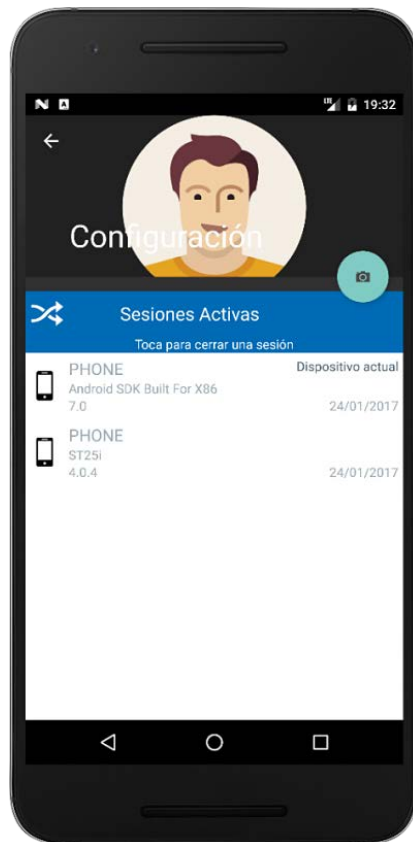 LTE 19:32
Configuración
Sesiones Activas
Toca para cerrar una sesión
PHONE Dispositivo actual
Android SDK Built For X86
7.0 24/01/2017
PHONE
ST25i
4.0.4 24/01/2017